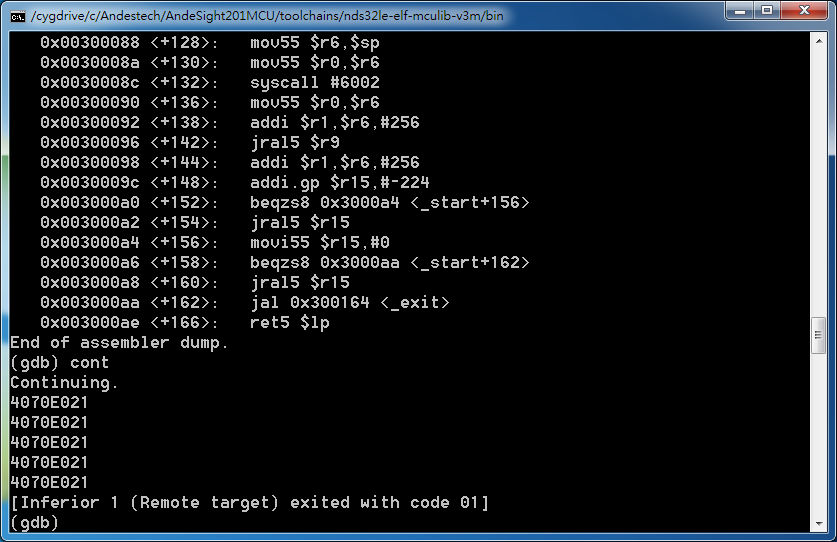 /cygdrive/c/Andestech/AndeSight201MCU/toolchains/nds32le-elf-mculib-v3m/bin
0x00300088 <+128>: mov55 $r6,$sp
0x0030008a <+130>: mov55 $r0,$r6
0x0030008c <+132>: syscall #6002
0x00300090 <+136>: mov55 $r0,$r6
0x00300092 <+138>: addi $r1,$r6,#256
0x00300096 <+142>: jral5 $r9
0x00300098 <+144>: addi $r1,$r6,#256
0x0030009c <+148>: addi.gp $r15,#-224
0x003000a0 <+152>: beqzs8 0x3000a4 <_start+156>
0x003000a2 <+154>: jral5 $r15
0x003000a4 <+156>: movi55 $r15,#0
0x003000a6 <+158>: beqzs8 0x3000aa <_start+162>
0x003000a8 <+160>: jral5 $r15
0x003000aa <+162>: jal 0x300164 <_exit>
0x003000ae <+166>: ret5 $lp
End of assembler dump.
(gdb) cont
Continuing.
4070E021
4070E021
4070E021
4070E021
4070E021
[Inferior 1 (Remote target) exited with code 01]
(gdb)